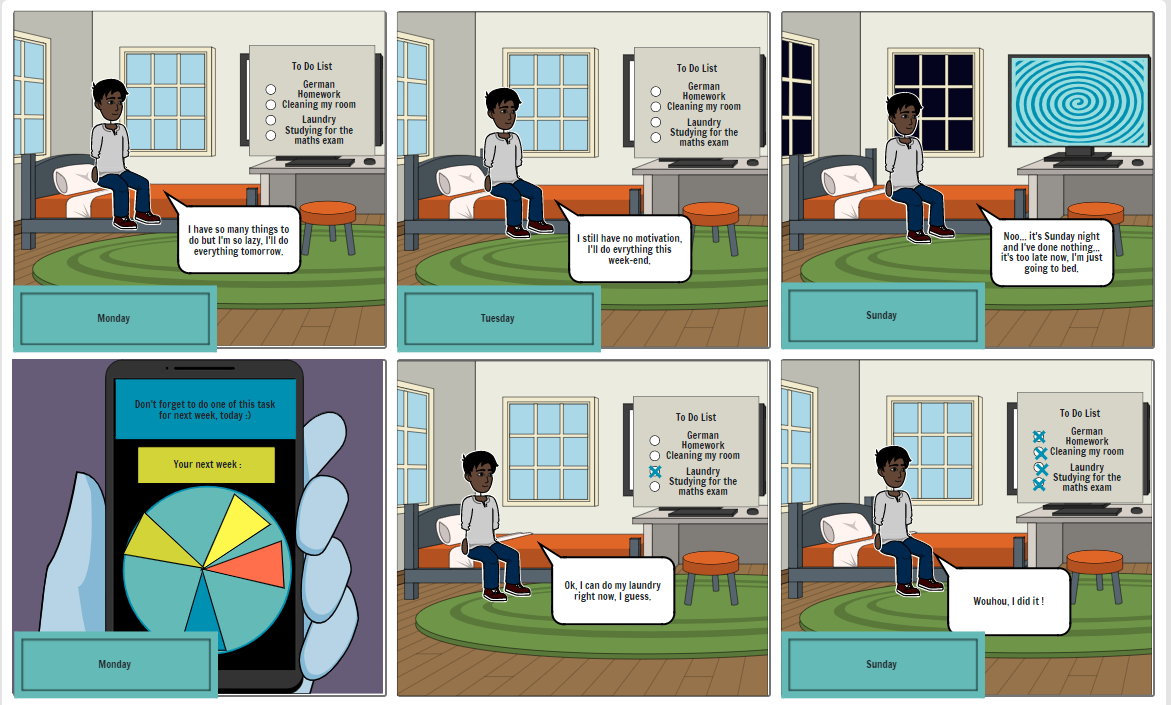 To Do List
German
Homework
Cleaning my room
Laundry
Studying for the
maths exam
I have so many things to
do but I'm so lazy, I'll do
everything tomorrow.
Monday
To Do List
German
Homework
Cleaning my room
Laundry
Studying for the
maths exam
I still have no motivation,
I'll do evrything this
week-end.
Tuesday
Noo... it's Sunday night
and I've done nothing...
it's too late now, I'm just
going to bed.
Sunday
Don't forget to do one of this task
for next week, today :)
Your next week :
Monday
To Do List
German
Homework
Cleaning my room
Laundry
Studying for the
maths exam
Ok, I can do my laundry
right now, I guess.
To Do List
German
Homework
Cleaning my room
Laundry
Studying for the
maths exam
Wouhou, I did it !
Sunday